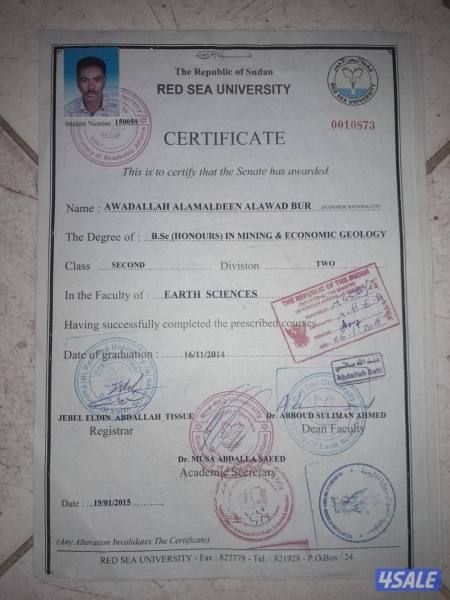 The Republic of Sudan
RED SEA UNIVERSITY
RED SEA UNIVERSITY
Student Number 150059
0010873
CERTIFICATE
This is to certify that the Senate has awarded
Name : AWADALLAH ALAMALDEEN ALAWAD BUR (SUDANESE NATIONALITY)
The Degree of : B.Sc (HONOURS) IN MINING & ECONOMIC GEOLOGY
Class SECOND Division TWO
In the Faculty of : EARTH SCIENCES
THE REPUBLIC OF THE SUDAN
Having successfully completed the prescribed courses
Date of graduation : 16/11/2014
Abdallah Satti
JEBEL ELDIN ABDALLAH TISSUE
Registrar
Dr. ABBOUD SULIMAN AHMED
Dean Faculty
Dr. MUSA ABDALLA SAEED
Academic Secretary
Date : 19/01/2015
(Any Alteration Invalidates The Certificate)
RED SEA UNIVERSITY - Fax : 827778 - Tel. : 821928 - P.O.Box : 24
4SALE